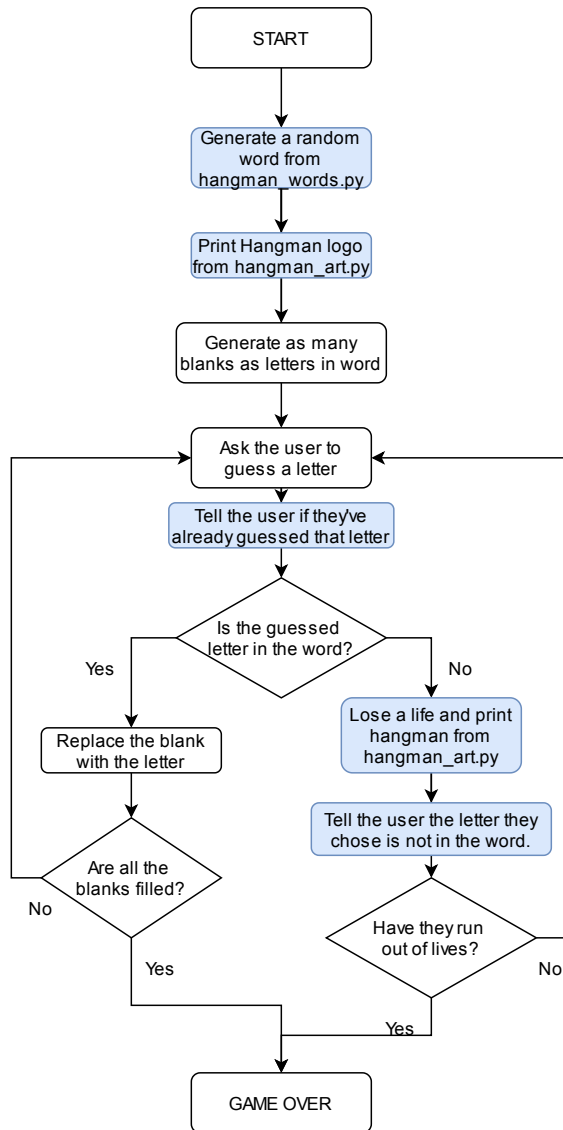 START
Generate a random
word from
hangman_words.py
Print Hangman logo
from hangman_art.py
Generate as many
blanks as letters in word
Ask the user to
guess a letter
Tell the user if they've
already guessed that letter
Is the guessed
letter in the word?
Yes
No
Replace the blank
with the letter
Lose a life and print
hangman from
hangman_art.py
Tell the user the letter they
chose is not in the word.
Are all the
blanks filled?
No
Yes
Have they run
out of lives?
No
Yes
GAME OVER